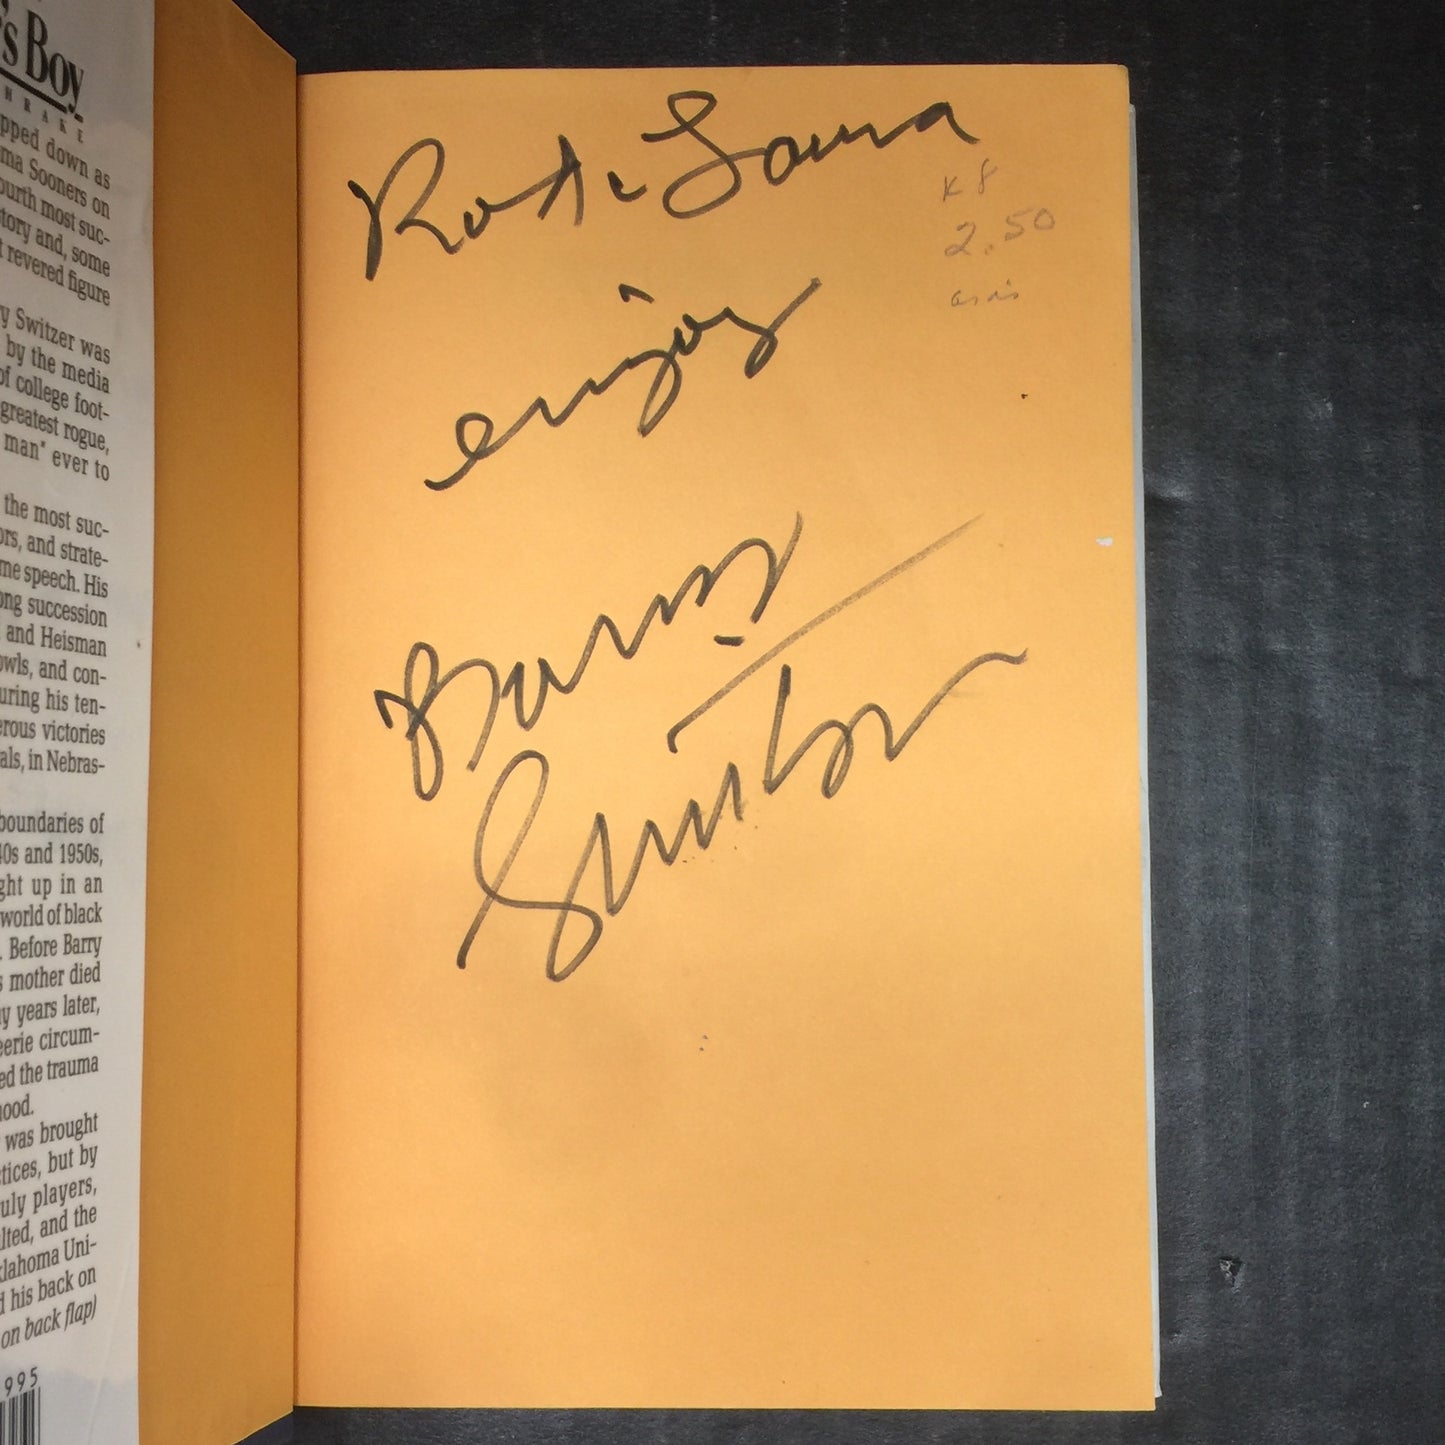 's Boy
HRAKE
pped down as
ma Sooners on
ourth most suc-
tory and, some
t revered figure
y Switzer was
by the media
of college foot-
greatest rogue,
man" ever to
the most suc-
ors, and strate-
me speech. His
ong succession
and Heisman
owls, and con-
uring his ten-
erous victories
als, in Nebras-
boundaries of
40s and 1950s,
ght up in an
world of black
. Before Barry
s mother died
ny years later,
eerie circum-
ed the trauma
hood.
was brought
ctices, but by
uly players,
lted, and the
klahoma Uni-
d his back on
on back flap)
995
Laura
K8
2.50
as is
enjoy
Barry
Switzer